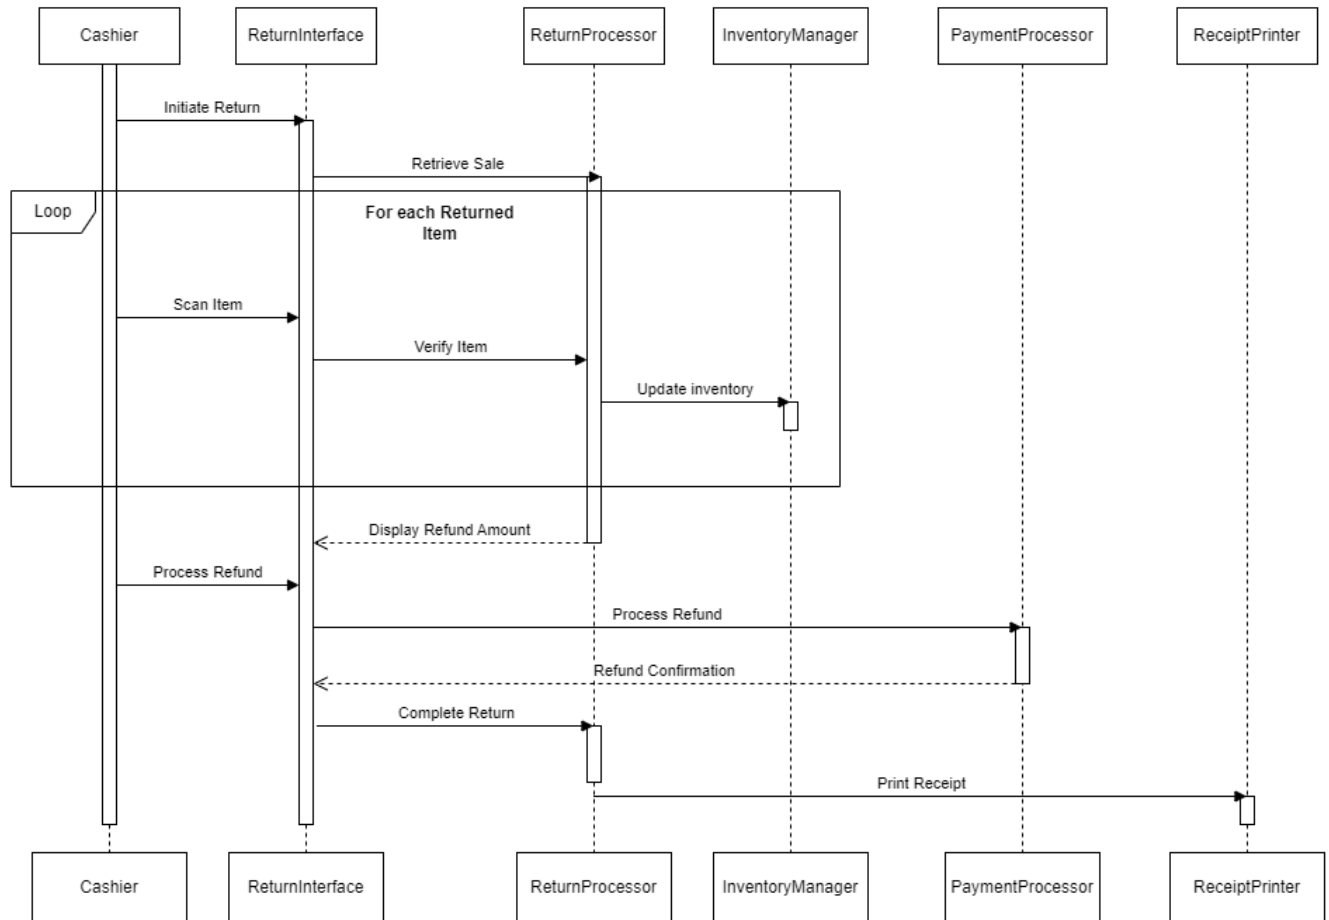 Cashier
ReturnInterface
ReturnProcessor
InventoryManager
PaymentProcessor
ReceiptPrinter
Initiate Return
Retrieve Sale
Loop
For each Returned
Item
Scan Item
Verify Item
Update inventory
Display Refund Amount
Process Refund
Process Refund
Refund Confirmation
Complete Return
Print Receipt
Cashier
ReturnInterface
ReturnProcessor
InventoryManager
PaymentProcessor
ReceiptPrinter